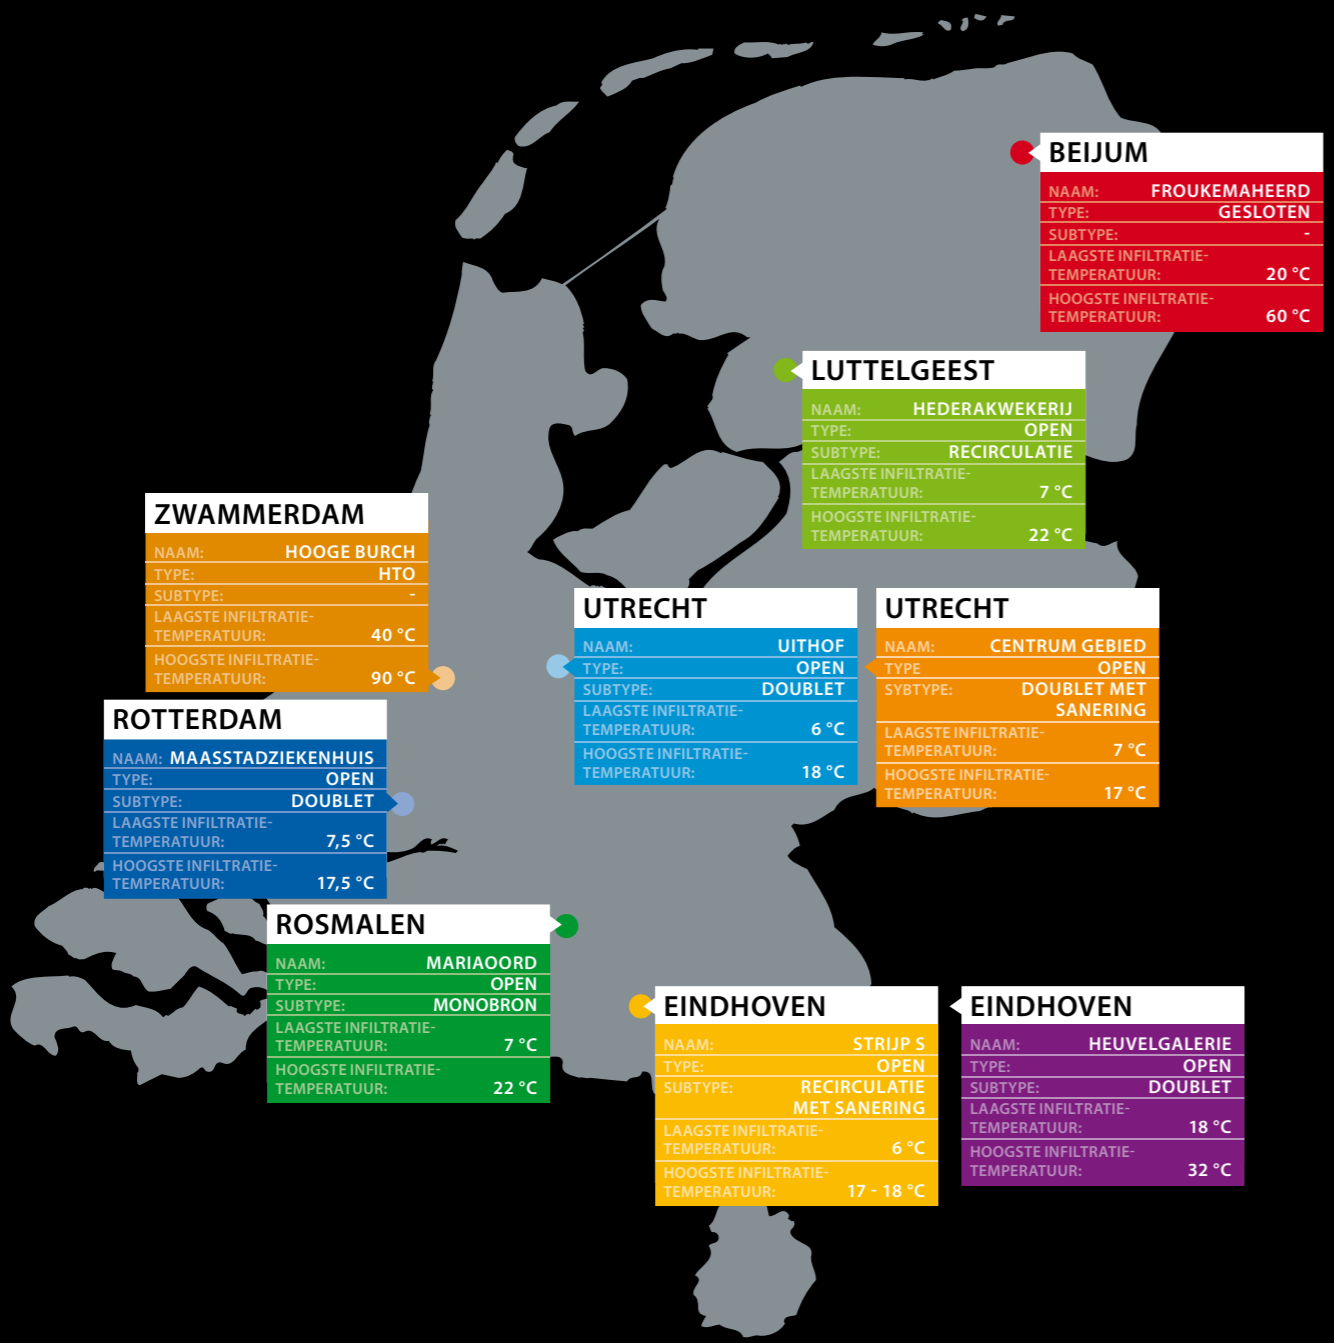 BEIJUM
NAAM: FROUKEMAHEERD
TYPE: GESLOTEN
SUBTYPE: -
LAAGSTE INFILTRATIE-
TEMPERATUUR: 20 °C
HOOGSTE INFILTRATIE-
TEMPERATUUR: 60 °C
LUTTELGEEST
NAAM: HEDERAKWEKERIJ
TYPE: OPEN
SUBTYPE: RECIRCULATIE
LAAGSTE INFILTRATIE-
TEMPERATUUR: 7 °C
HOOGSTE INFILTRATIE-
TEMPERATUUR: 22 °C
ZWAMMERDAM
NAAM: HOOGE BURCH
TYPE: HTO
SUBTYPE: -
LAAGSTE INFILTRATIE-
TEMPERATUUR: 40 °C
HOOGSTE INFILTRATIE-
TEMPERATUUR: 90 °C
UTRECHT
NAAM: UITHOF
TYPE: OPEN
SUBTYPE: DOUBLET
LAAGSTE INFILTRATIE-
TEMPERATUUR: 6 °C
HOOGSTE INFILTRATIE-
TEMPERATUUR: 18 °C
UTRECHT
NAAM: CENTRUM GEBIED
TYPE OPEN
SYBTYPE: DOUBLET MET
SANERING
LAAGSTE INFILTRATIE-
TEMPERATUUR: 7 °C
HOOGSTE INFILTRATIE-
TEMPERATUUR: 17 °C
ROTTERDAM
NAAM: MAASSTADZIEKENHUIS
TYPE: OPEN
SUBTYPE: DOUBLET
LAAGSTE INFILTRATIE-
TEMPERATUUR: 7,5 °C
HOOGSTE INFILTRATIE-
TEMPERATUUR: 17,5 °C
ROSMALEN
NAAM: MARIAOORD
TYPE: OPEN
SUBTYPE: MONOBRON
LAAGSTE INFILTRATIE-
TEMPERATUUR: 7 °C
HOOGSTE INFILTRATIE-
TEMPERATUUR: 22 °C
EINDHOVEN
NAAM: STRIJP S
TYPE: OPEN
SUBTYPE: RECIRCULATIE
MET SANERING
LAAGSTE INFILTRATIE-
TEMPERATUUR: 6 °C
HOOGSTE INFILTRATIE-
TEMPERATUUR: 17 - 18 °C
EINDHOVEN
NAAM: HEUVELGALERIE
TYPE: OPEN
SUBTYPE: DOUBLET
LAAGSTE INFILTRATIE-
TEMPERATUUR: 18 °C
HOOGSTE INFILTRATIE-
TEMPERATUUR: 32 °C